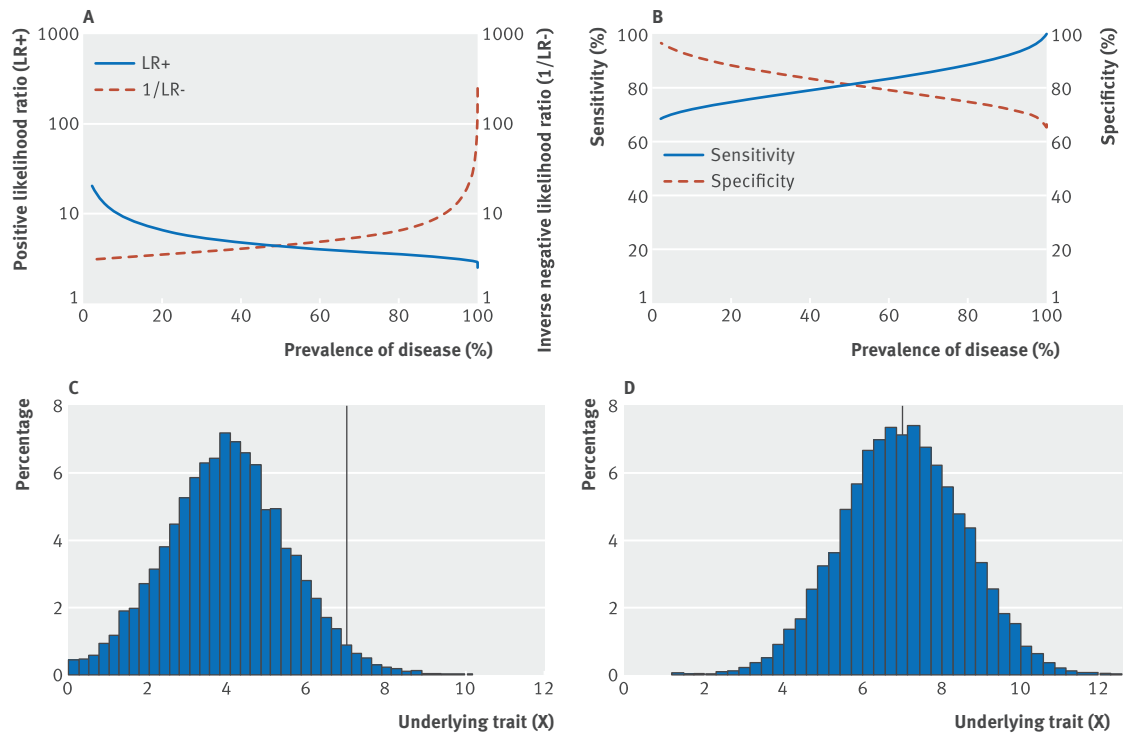 A
Positive likelihood ratio (LR+)
1000
100
10
1
LR+
1/LR-
1000
100
10
1
Inverse negative likelihood ratio (1/LR-)
0 20 40 60 80 100
Prevalence of disease (%)
B
Sensitivity (%)
100
80
60
40
20
1
Sensitivity
Specificity
100
80
60
40
20
1
Specificity (%)
0 20 40 60 80 100
Prevalence of disease (%)
C
Percentage
8
6
4
2
0
0 2 4 6 8 10 12
Underlying trait (X)
D
Percentage
8
6
4
2
0
0 2 4 6 8 10 12
Underlying trait (X)